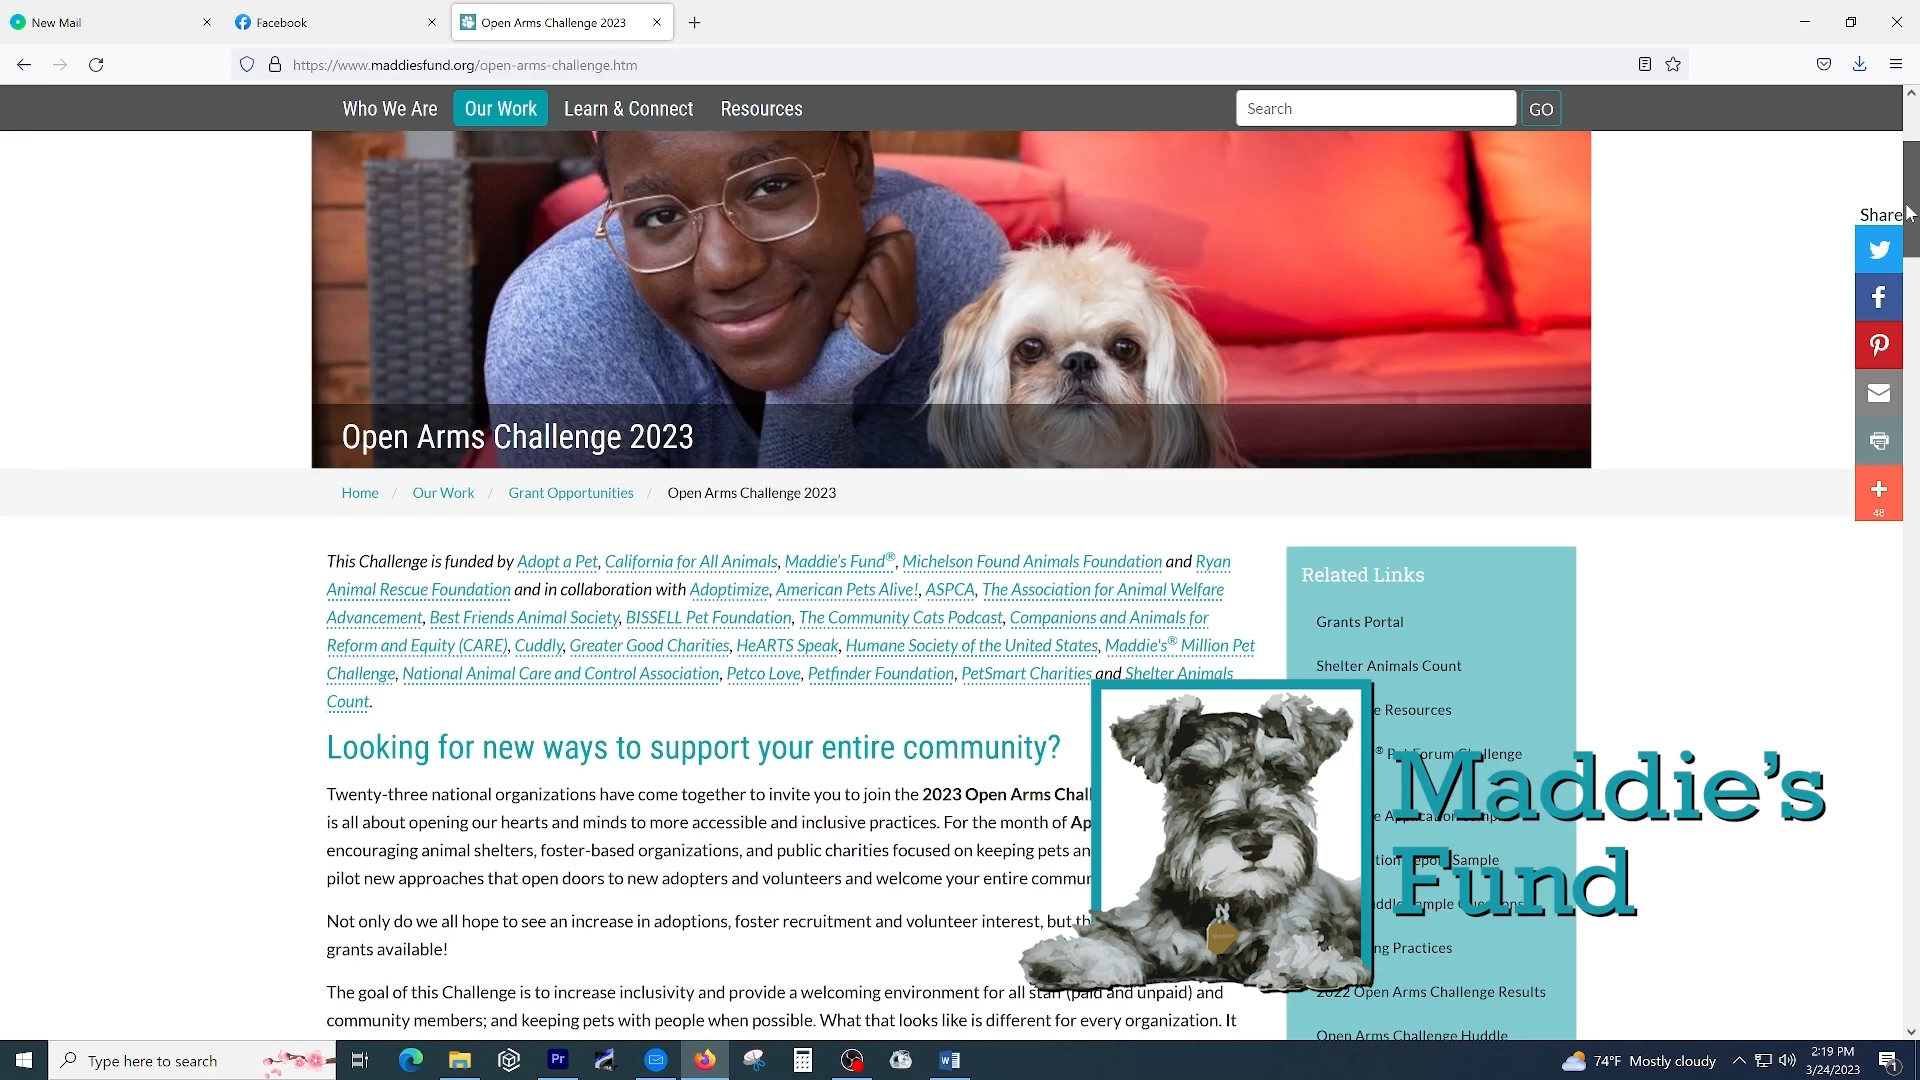 New Mail
Facebook
Open Arms Challenge 2023
https://www.maddiesfund.org/open-arms-challenge.htm
Who We Are
Our Work
Learn & Connect
Resources
Search
GO
Share
48
Open Arms Challenge 2023
Home / Our Work / Grant Opportunities / Open Arms Challenge 2023
This Challenge is funded by Adopt a Pet, California for All Animals, Maddie's Fund®, Michelson Found Animals Foundation and Ryan
Animal Rescue Foundation and in collaboration with Adoptimize, American Pets Alive!, ASPCA, The Association for Animal Welfare
Advancement, Best Friends Animal Society, BISSELL Pet Foundation, The Community Cats Podcast, Companions and Animals for
Reform and Equity (CARE), Cuddly, Greater Good Charities, HeARTS Speak, Humane Society of the United States, Maddie's® Million Pet
Challenge, National Animal Care and Control Association, Petco Love, Petfinder Foundation, PetSmart Charities and Shelter Animals
Count.
Looking for new ways to support your entire community?
Twenty-three national organizations have come together to invite you to join the 2023 Open Arms Chal
is all about opening our hearts and minds to more accessible and inclusive practices. For the month of Ap
encouraging animal shelters, foster-based organizations, and public charities focused on keeping pets an
pilot new approaches that open doors to new adopters and volunteers and welcome your entire commu
Not only do we all hope to see an increase in adoptions, foster recruitment and volunteer interest, but th
grants available!
The goal of this Challenge is to increase inclusivity and provide a welcoming environment for all staff (paid and unpaid) and
community members; and keeping pets with people when possible. What that looks like is different for every organization. It
Related Links
Grants Portal
Shelter Animals Count
e Resources
® Pet Forum Challenge
Sample
Practices
2022 Open Arms Challenge Results
Open Arms Challenge Huddle
Maddie's
Fund
Type here to search
Pr
74°F Mostly cloudy
2:19 PM
3/24/2023
1